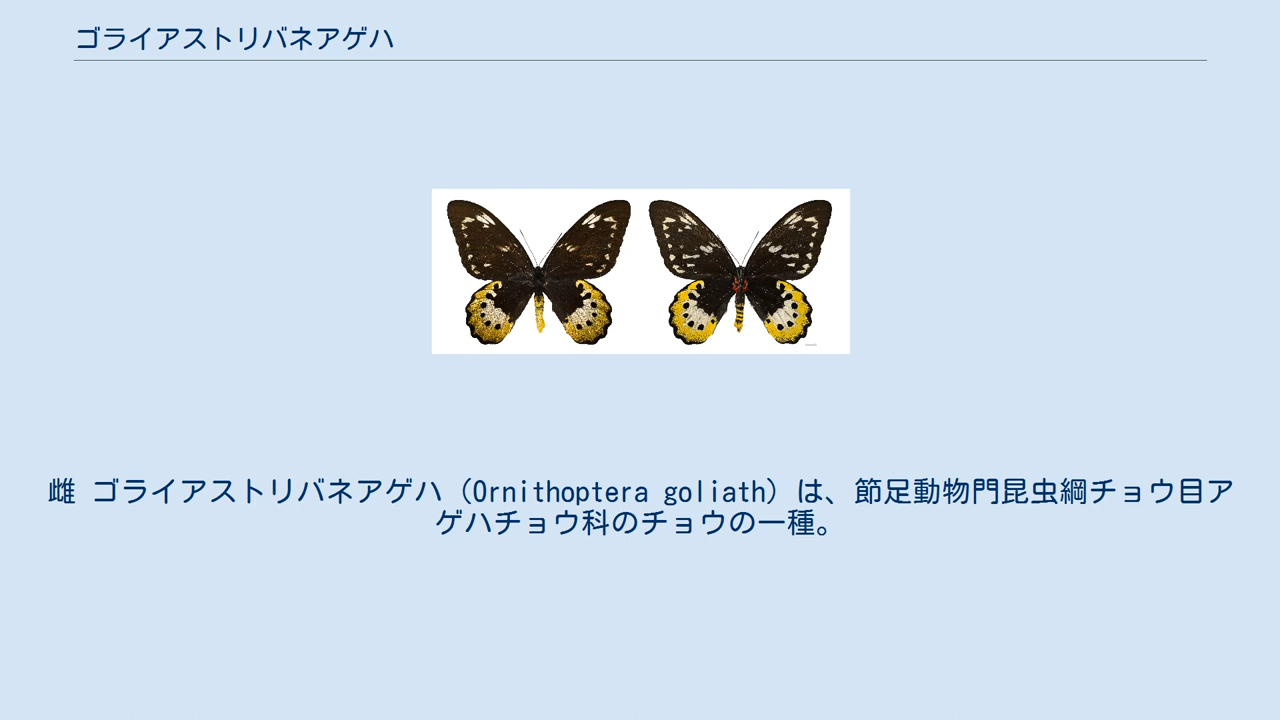 ゴライアストリバネアゲハ
雌 ゴライアストリバネアゲハ（Ornithoptera goliath）は、節足動物門昆虫綱チョウ目ア
ゲハチョウ科のチョウの一種。